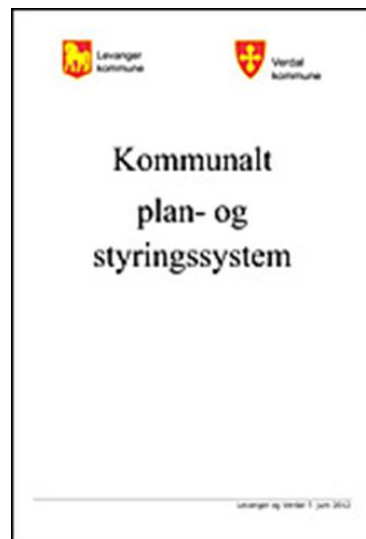 Levanger
kommune
Verdal
kommune
Kommunalt
plan- og
styringssystem
Levanger og Verdal 7. juni 2012